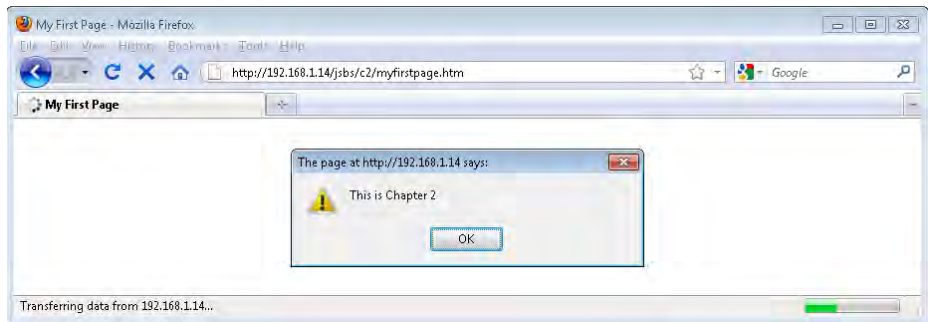 My First Page - Mozilla Firefox
File Edit View History Bookmarks Tools Help
http://192.168.1.14/jsbs/c2/myfirstpage.htm
Google
My First Page
The page at http://192.168.1.14 says:
This is Chapter 2
OK
Transferring data from 192.168.1.14...